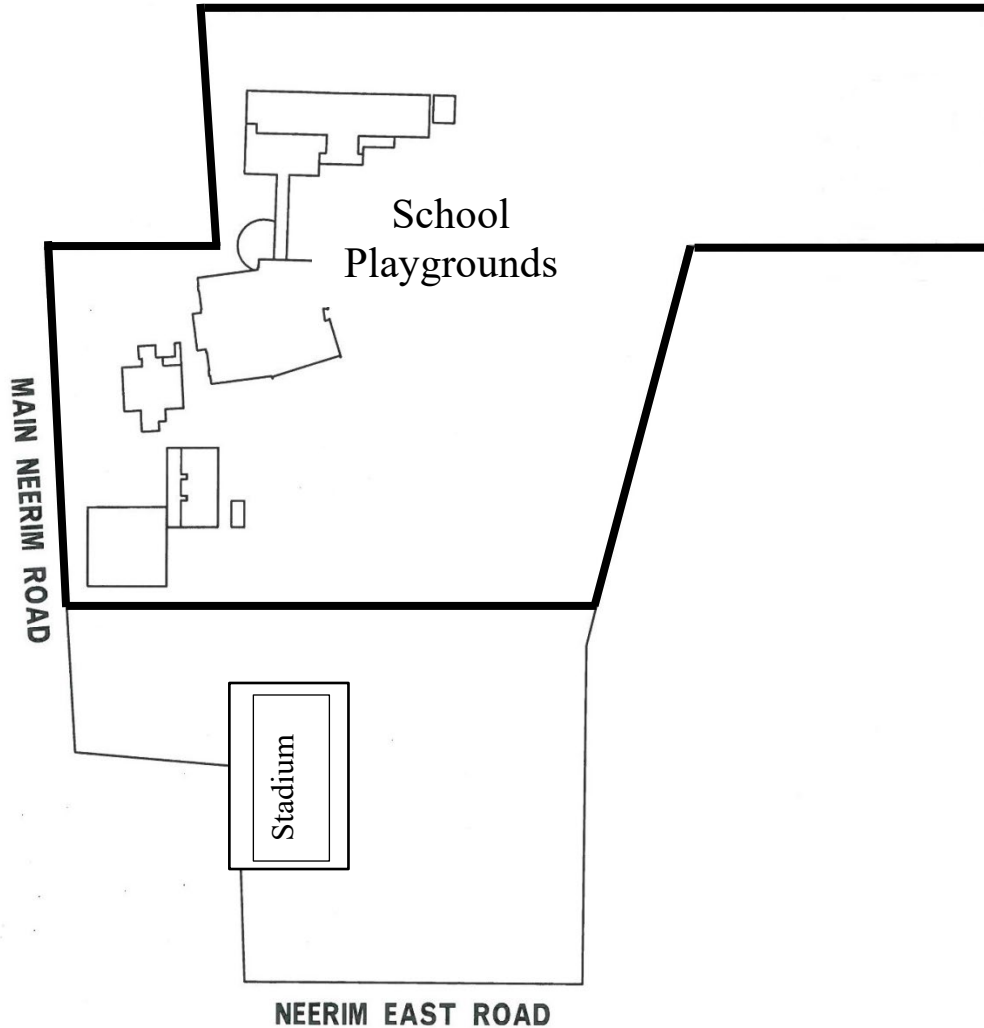 School
Playgrounds
MAIN NEERIM ROAD
Stadium
NEERIM EAST ROAD